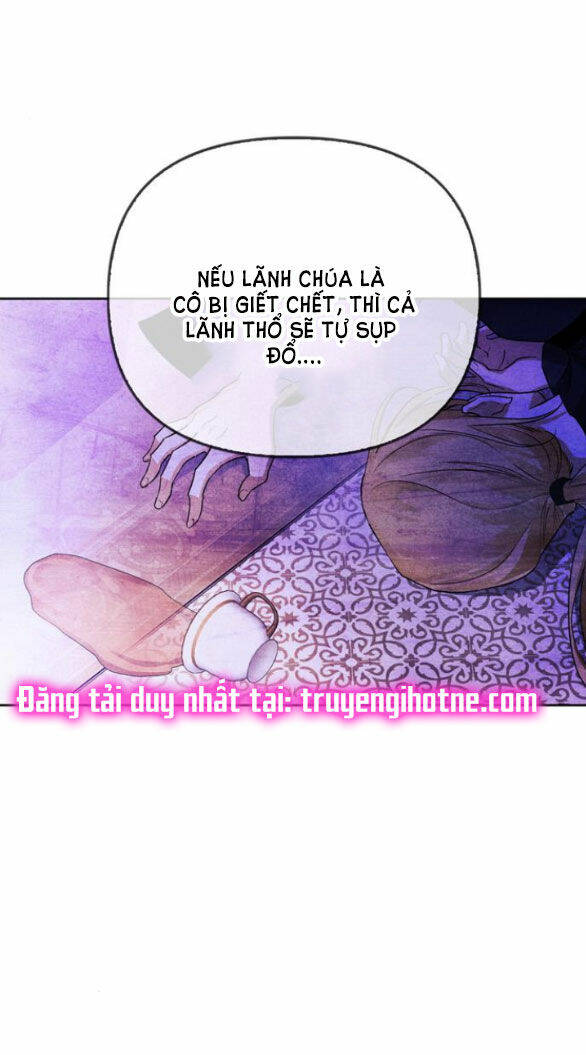 NẾU LÃNH CHÚA LÀ
CÔ BỊ GIẾT CHẾT, THÌ CẢ
LÃNH THỔ SẼ TỰ SỤP
ĐỔ....
Đăng tải duy nhất tại: truyengihotne.com